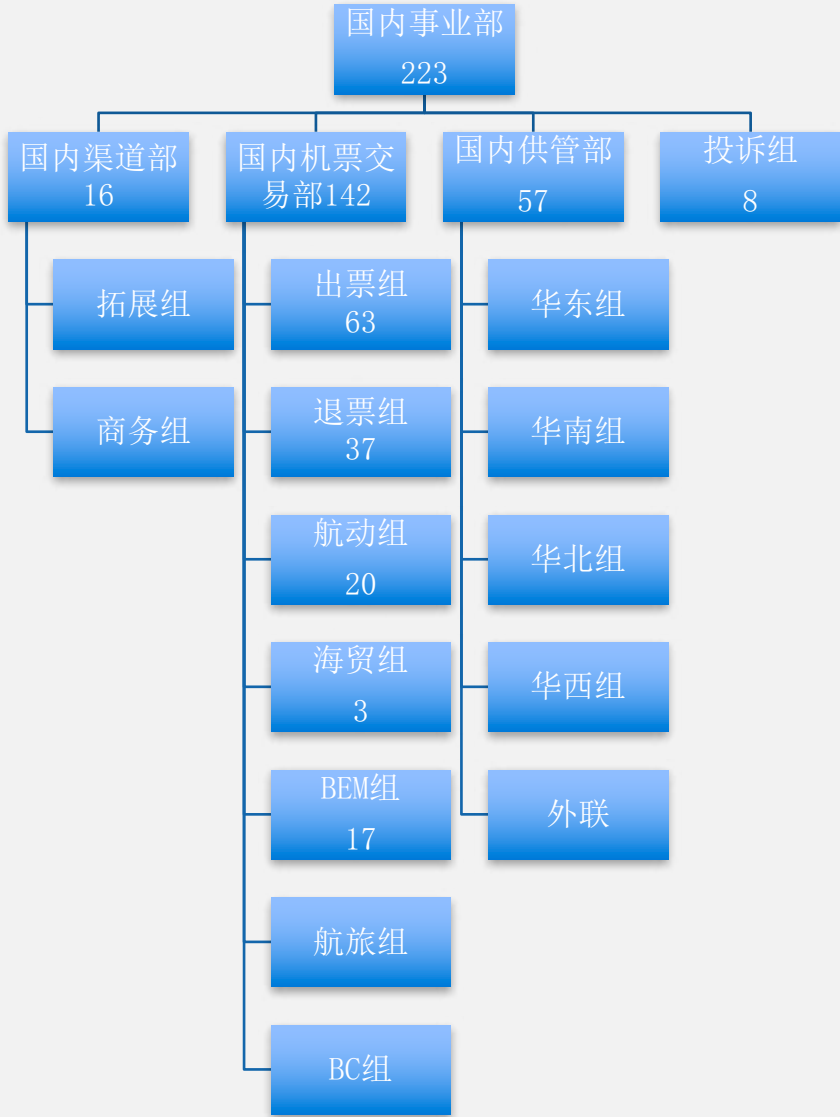 国内事业部
223
国内渠道部
16
国内机票交
易部142
国内供管部
57
投诉组
8
拓展组
商务组
出票组
63
退票组
37
航动组
20
海贸组
3
BEM组
17
航旅组
BC组
华东组
华南组
华北组
华西组
外联